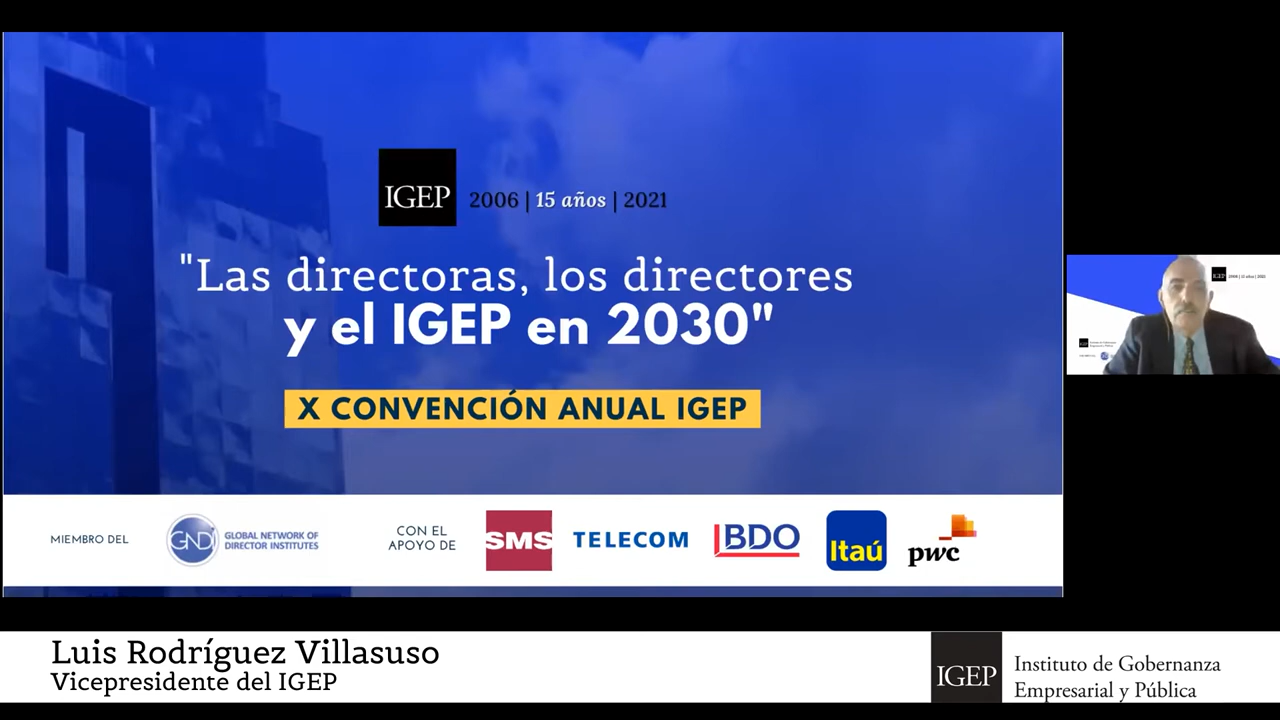 IGEP
2006 | 15 años | 2021
"Las directoras, los directores
y el IGEP en 2030"
X CONVENCIÓN ANUAL IGEP
MIEMBRO DEL
GNDI
GLOBAL NETWORK OF
DIRECTOR INSTITUTES
CON EL
APOYO DE
SMS
TELECOM
BDO
Itaú
pwc
Luis Rodríguez Villasuso
Vicepresidente del IGEP
IGEP
Instituto de Gobernanza
Empresarial y Pública